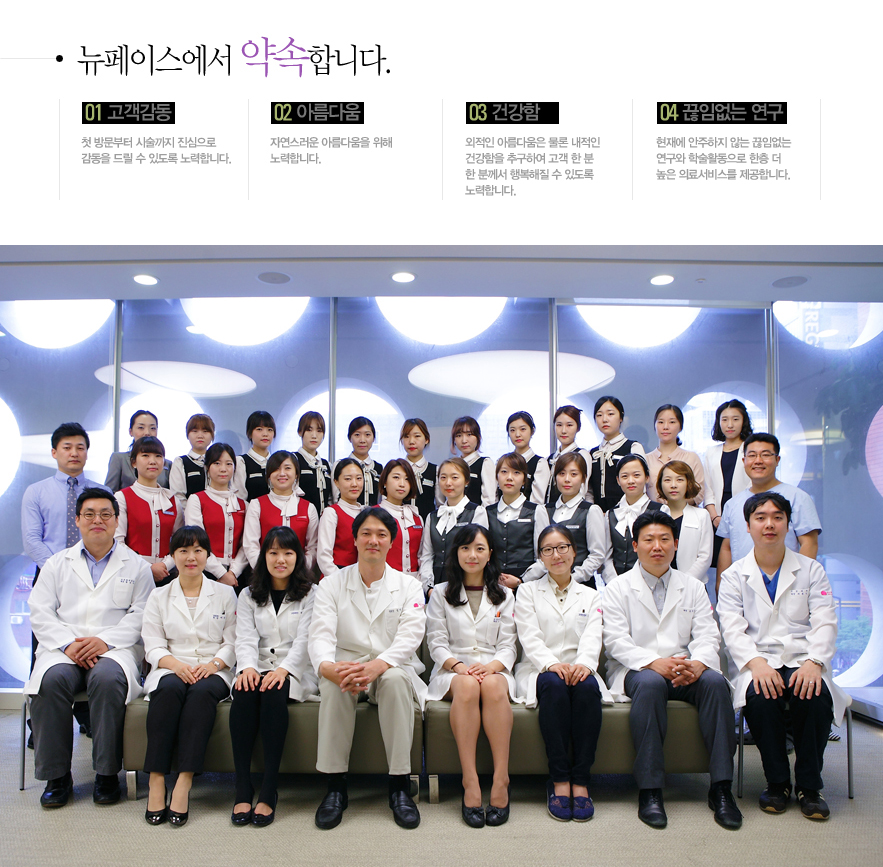 뉴페이스에서 약속합니다.
01 고객감동
첫 방문부터 시술까지 진심으로
감동을 드릴 수 있도록 노력합니다.
02 아름다움
자연스러운 아름다움을 위해
노력합니다.
03 건강함
외적인 아름다움은 물론 내적인
건강함을 추구하여 고객 한 분
한 분께서 행복해질 수 있도록
노력합니다.
04 끊임없는 연구
현재에 안주하지 않는 끊임없는
연구와 학술활동으로 한층 더
높은 의료서비스를 제공합니다.